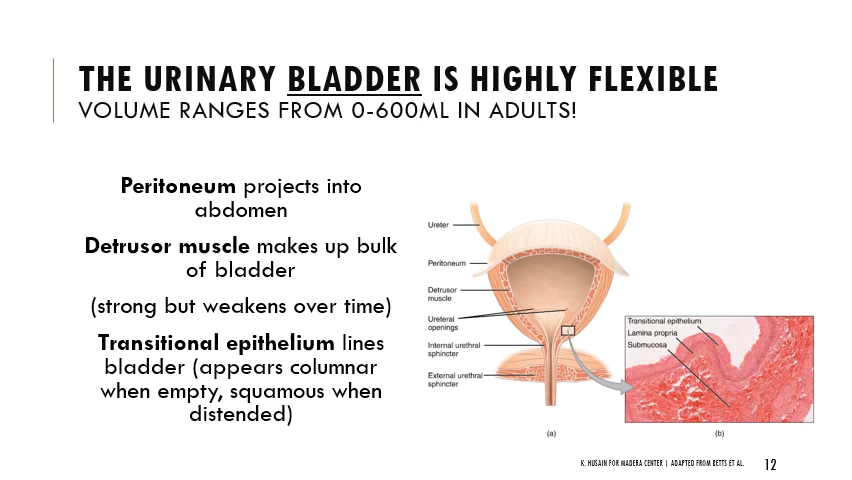 THE URINARY BLADDER IS HIGHLY FLEXIBLE
VOLUME RANGES FROM 0-600ML IN ADULTS!
Peritoneum projects into
abdomen
Detrusor muscle makes up bulk
of bladder
(strong but weakens over time)
Transitional epithelium lines
bladder (appears columnar
when empty, squamous when
distended)
Ureter
Peritoneum
Detrusor
muscle
Ureteral
openings
Internal urethral
sphincter
External urethral
sphincter
(a)
Transitional epithelium
Lamina propria
Submucosa
(b)
K. HUSAIN FOR MADERA CENTER | ADAPTED FROM BETTS ET AL.
12